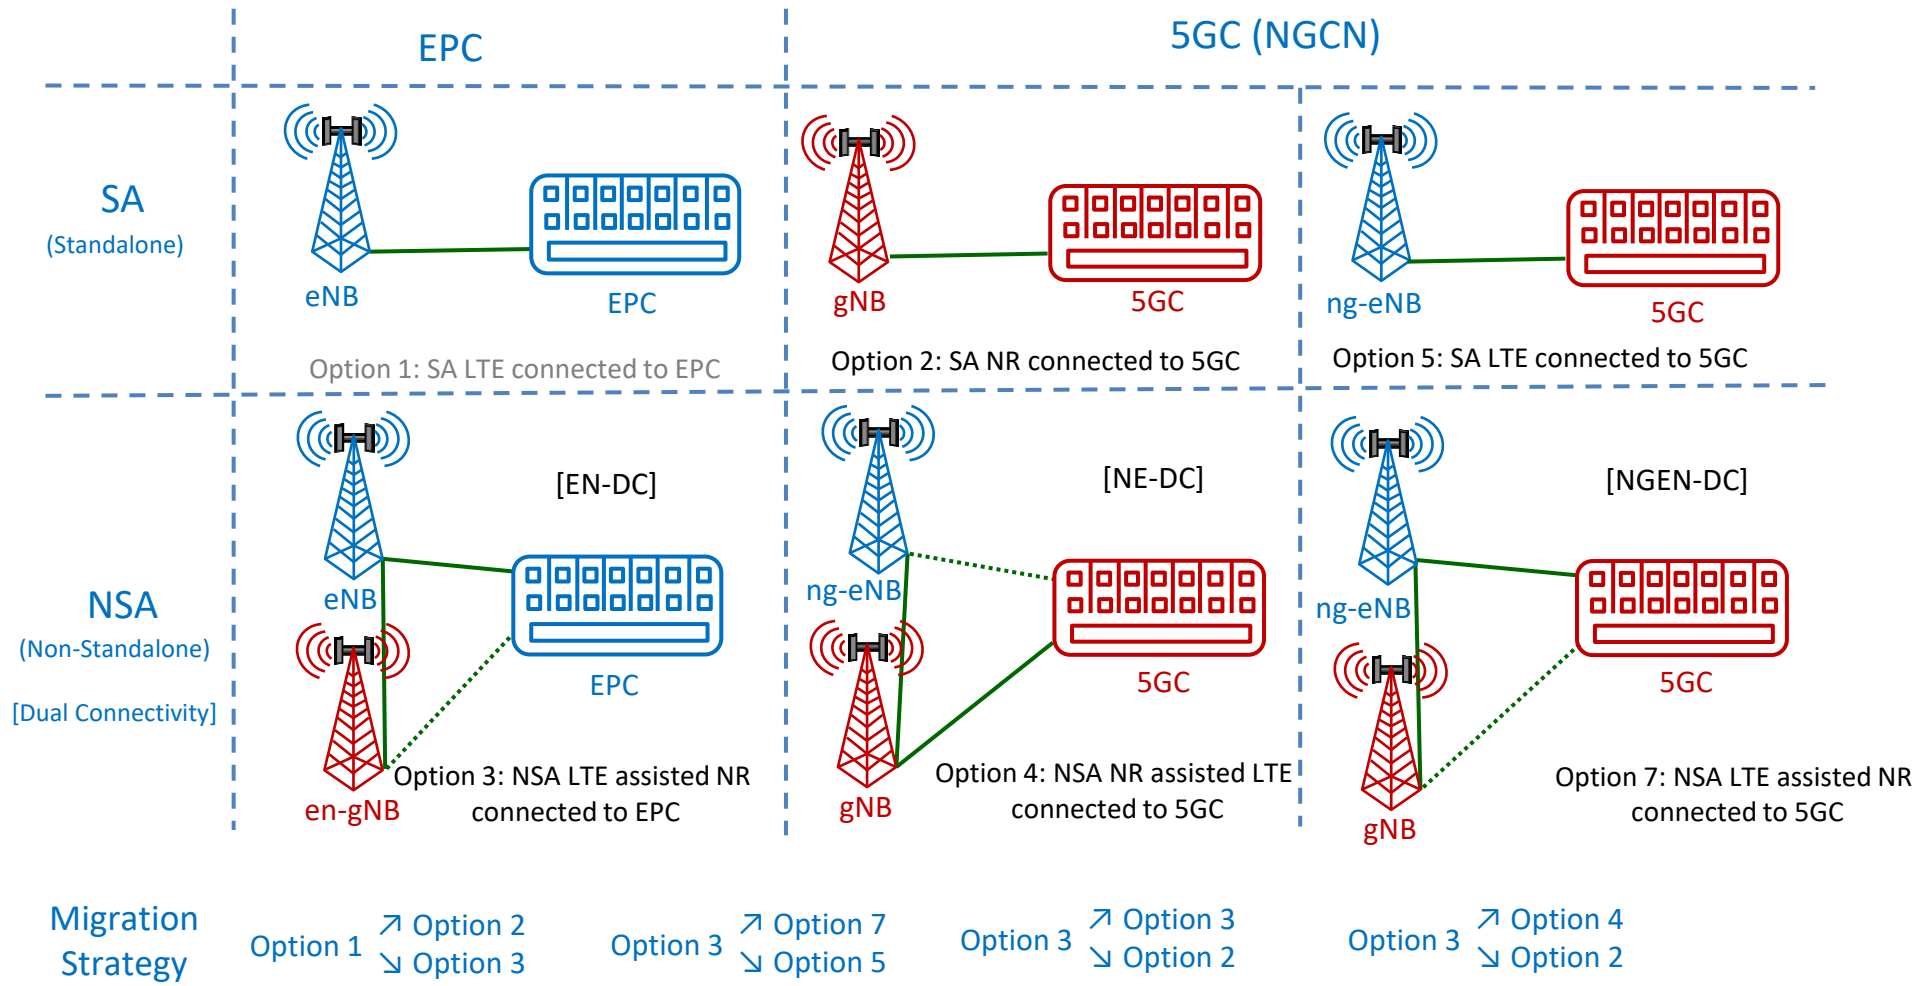 EPC
5GC (NGCN)
SA
(Standalone)
eNB
EPC
Option 1: SA LTE connected to EPC
gNB
5GC
Option 2: SA NR connected to 5GC
ng-eNB
5GC
Option 5: SA LTE connected to 5GC
NSA
(Non-Standalone)
[Dual Connectivity]
[EN-DC]
eNB
EPC
en-gNB
Option 3: NSA LTE assisted NR
connected to EPC
[NE-DC]
ng-eNB
5GC
gNB
Option 4: NSA NR assisted LTE
connected to 5GC
[NGEN-DC]
ng-eNB
5GC
gNB
Option 7: NSA LTE assisted NR
connected to 5GC
Migration
Strategy
Option 1
↗ Option 2
↘ Option 3
Option 3
↗ Option 7
↘ Option 5
Option 3
↗ Option 3
↘ Option 2
Option 3
↗ Option 4
↘ Option 2